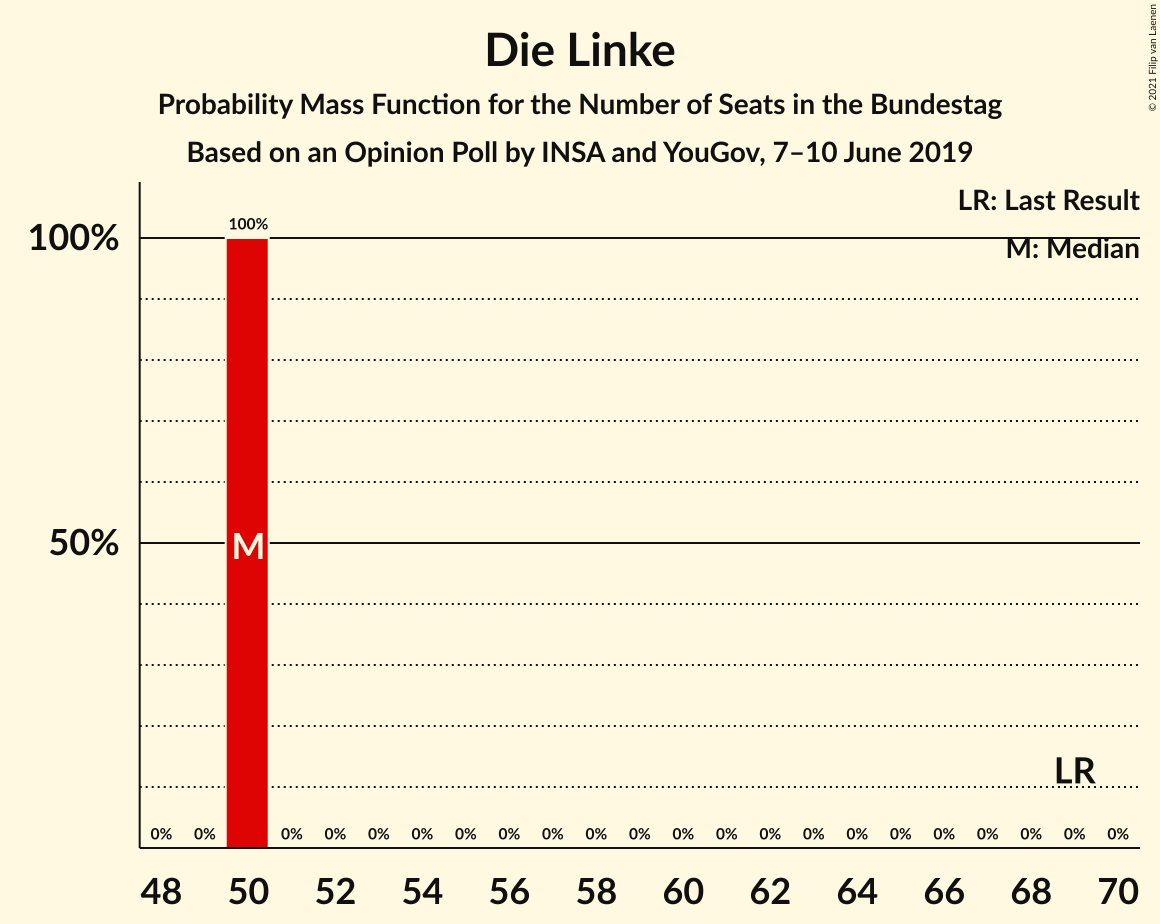 Die Linke
Probability Mass Function for the Number of Seats in the Bundestag
Based on an Opinion Poll by INSA and YouGov, 7–10 June 2019
© 2021 Filip van Laenen
LR: Last Result
M: Median
100%
100%
50%
M
LR
0% 0% 0% 0% 0% 0% 0% 0% 0% 0% 0% 0% 0% 0% 0% 0% 0% 0% 0% 0% 0% 0%
48 50 52 54 56 58 60 62 64 66 68 70